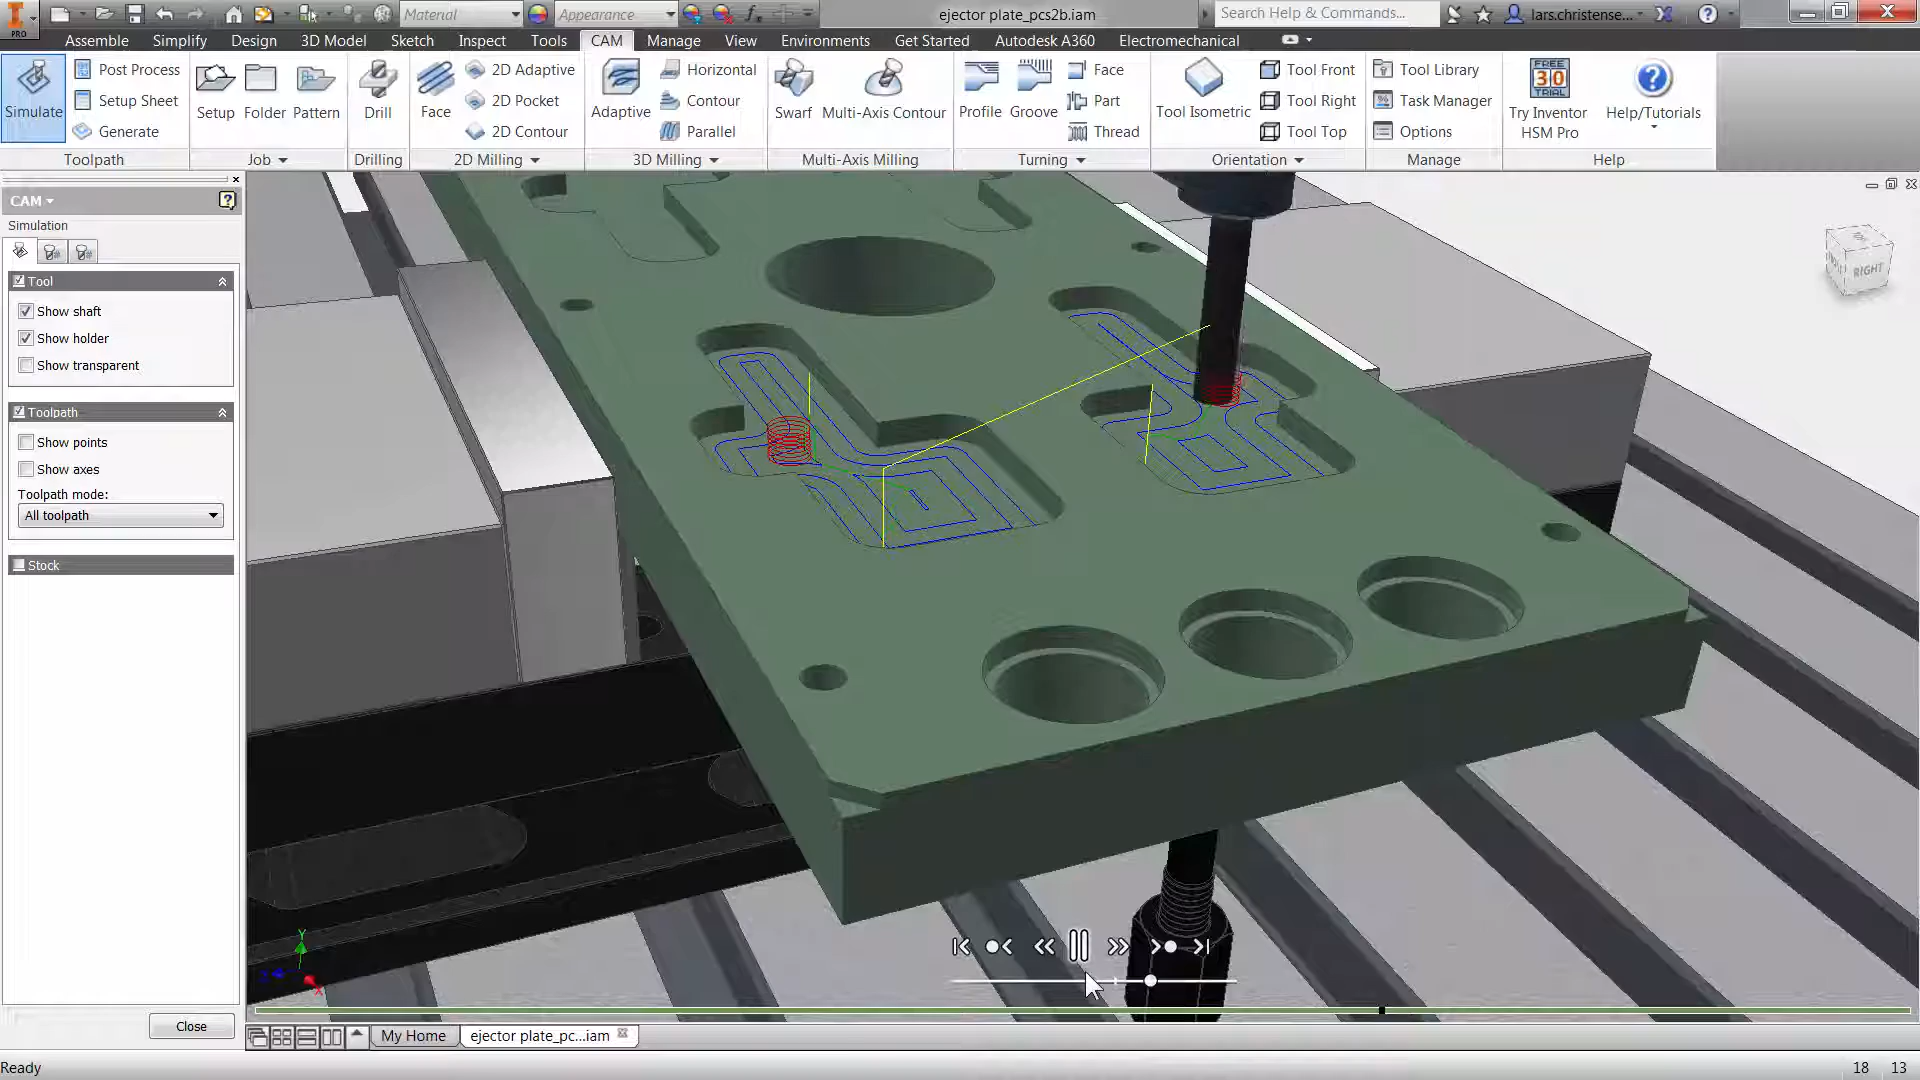 PRO
Material
Appearance
ejector plate_pcs2b.iam
Search Help & Commands...
lars.christense...
Assemble Simplify Design 3D Model Sketch Inspect Tools CAM Manage View Environments Get Started Autodesk A360 Electromechanical
Simulate
Post Process
Setup Sheet
Generate
Toolpath
Setup Folder Pattern
Job
Drill
Drilling
Face
2D Adaptive
2D Pocket
2D Contour
2D Milling
Adaptive
Horizontal
Contour
Parallel
3D Milling
Swarf Multi-Axis Contour
Multi-Axis Milling
Profile Groove
Face
Part
Thread
Turning
Tool Isometric
Tool Front
Tool Right
Tool Top
Orientation
Tool Library
Task Manager
Options
Manage
FREE
30
TRIAL
Try Inventor
HSM Pro
Help/Tutorials
Help
CAM
Simulation
Tool
Show shaft
Show holder
Show transparent
Toolpath
Show points
Show axes
Toolpath mode:
All toolpath
Stock
Close
RIGHT
Y
My Home
ejector plate_pc...iam
Ready
18 13